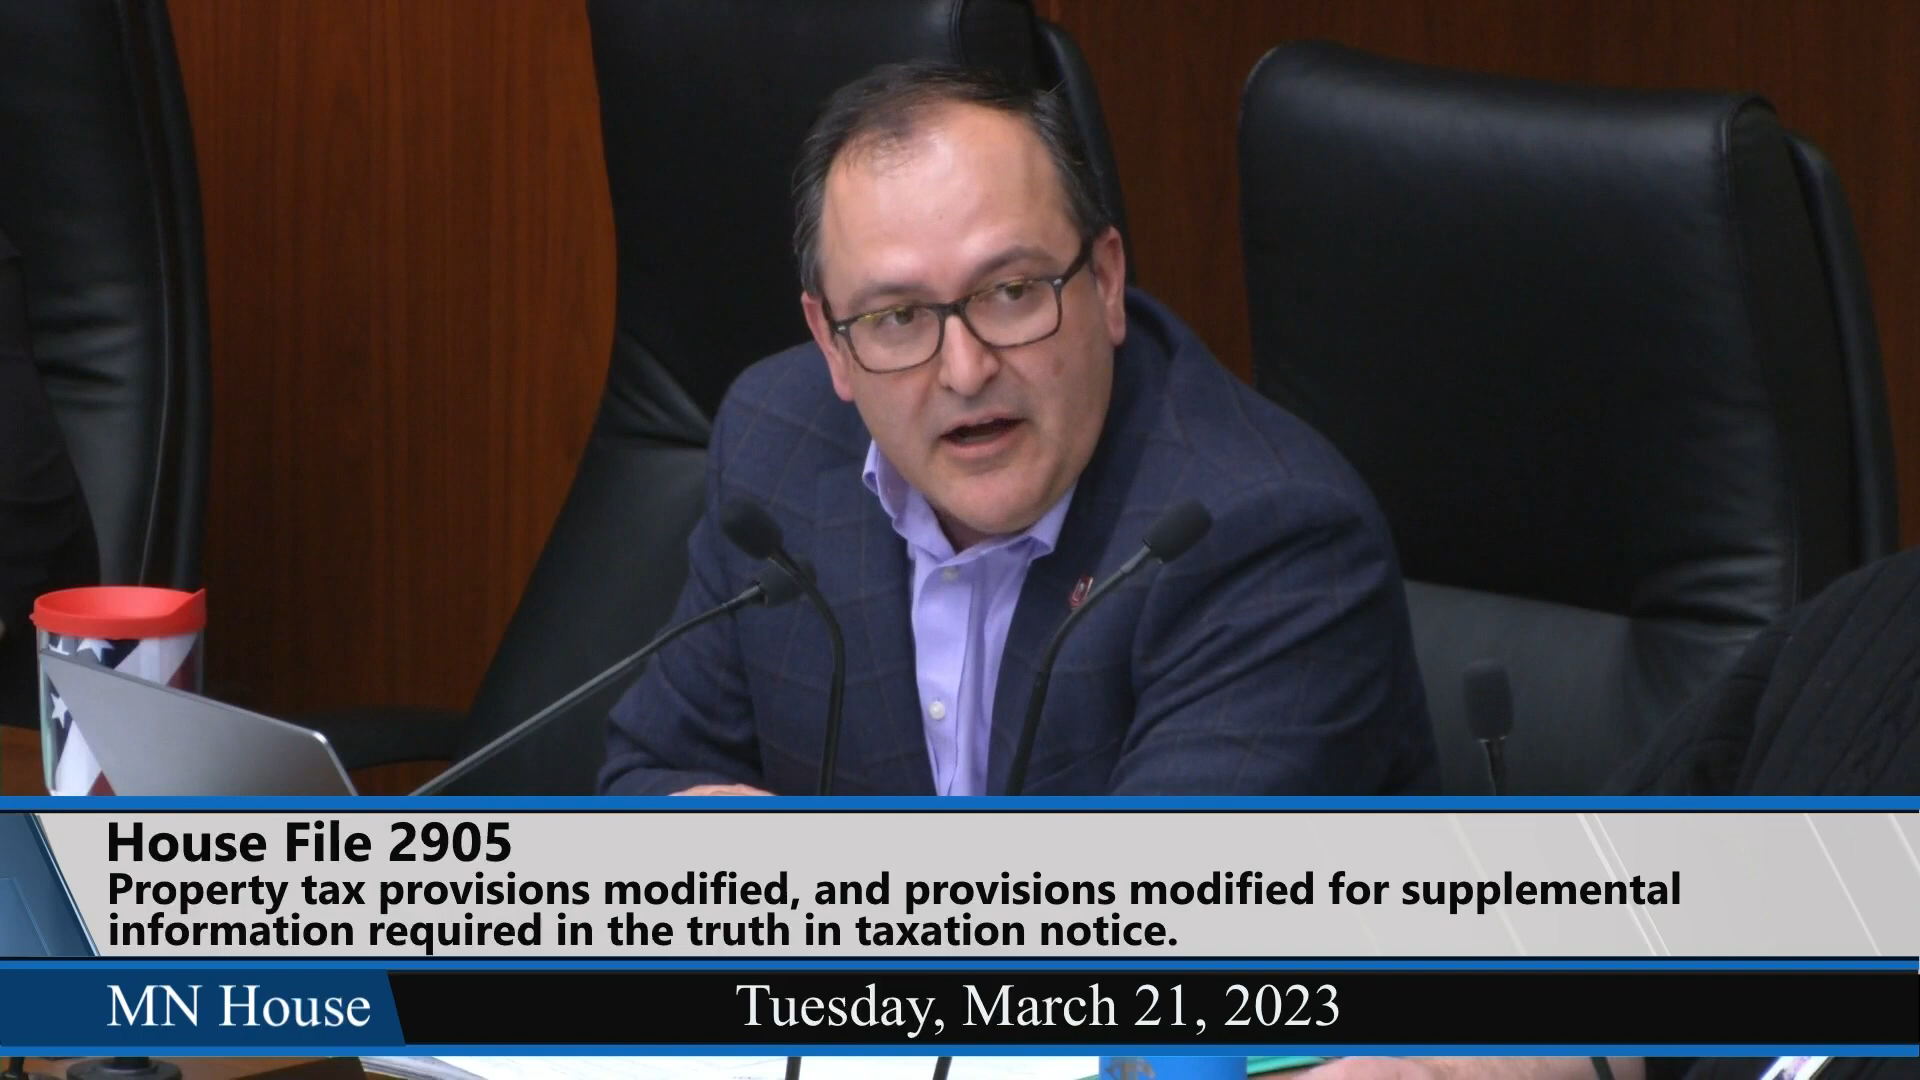 House File 2905
Property tax provisions modified, and provisions modified for supplemental
information required in the truth in taxation notice.
MN House
Tuesday, March 21, 2023